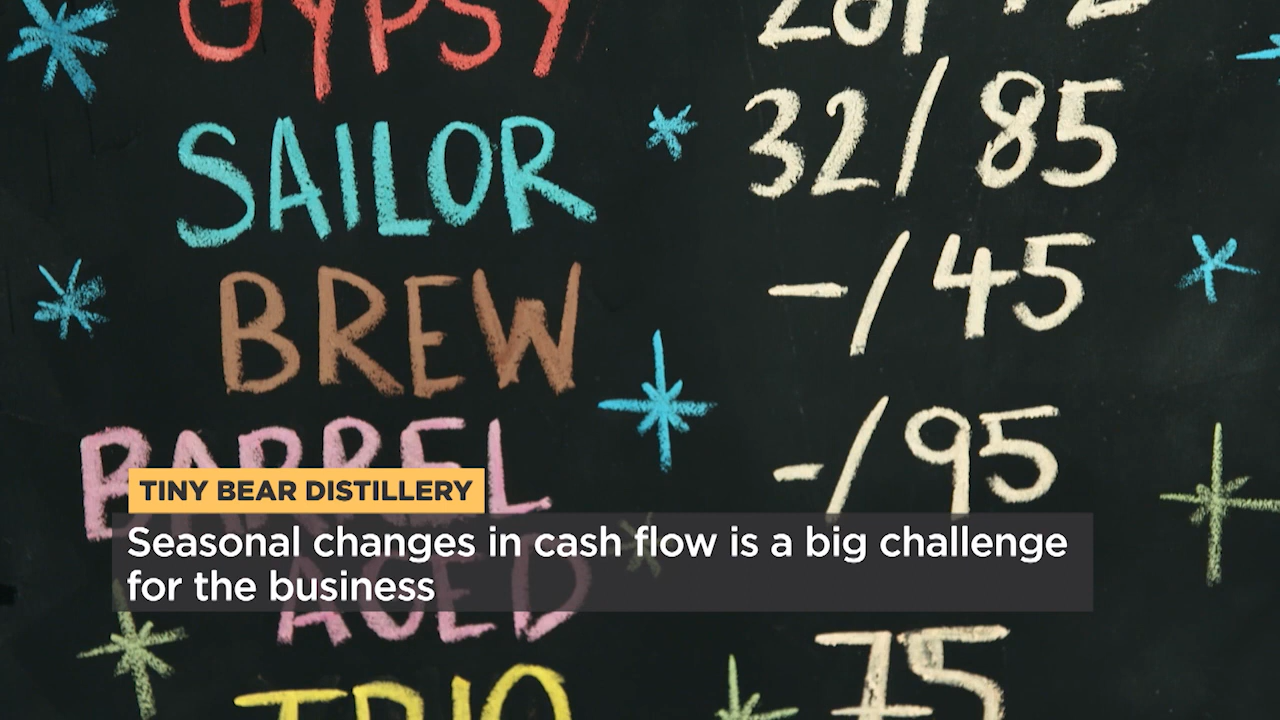 GYPSY
SAILOR 32/85
BREW -/45
BARREL -/95
TINY BEAR DISTILLERY
Seasonal changes in cash flow is a big challenge
for the business
AGED
TRIO 75